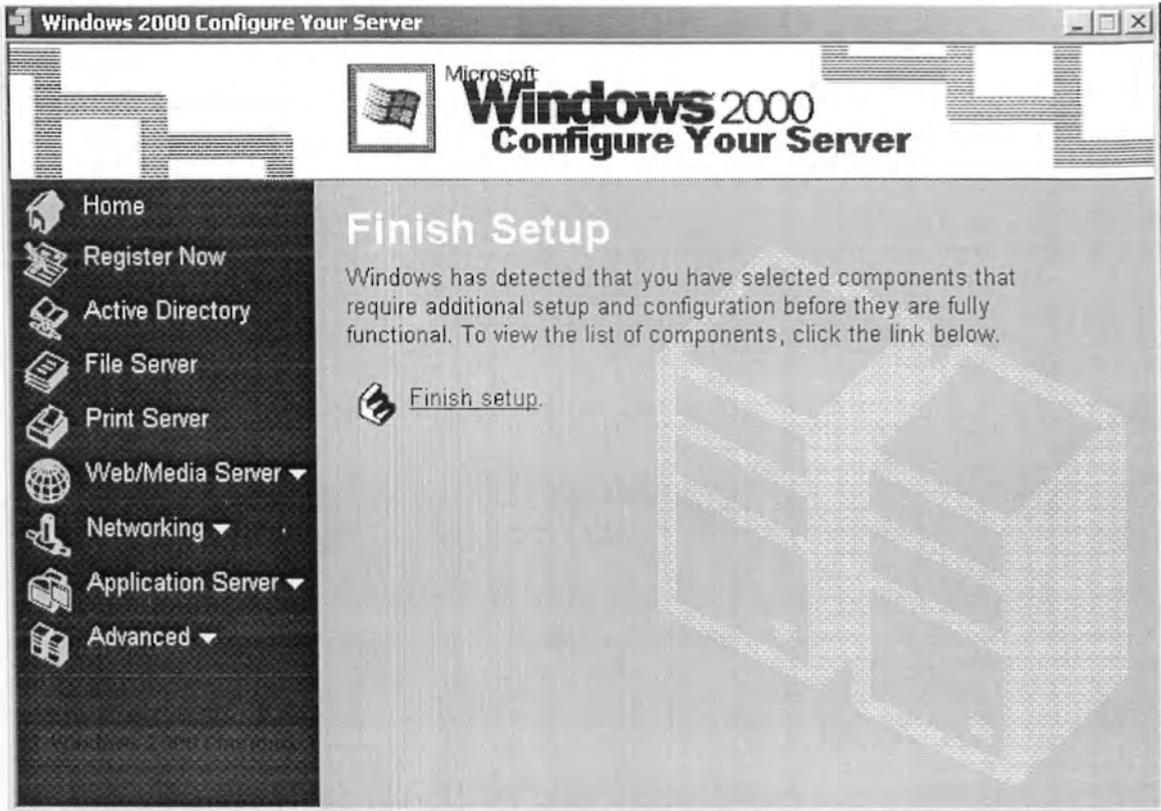 Windows 2000 Configure Your Server
Microsoft
Windows 2000
Configure Your Server
Home
Register Now
Active Directory
File Server
Print Server
Web/Media Server
Networking
Application Server
Advanced
Finish Setup
Windows has detected that you have selected components that
require additional setup and configuration before they are fully
functional. To view the list of components, click the link below.
Finish setup.